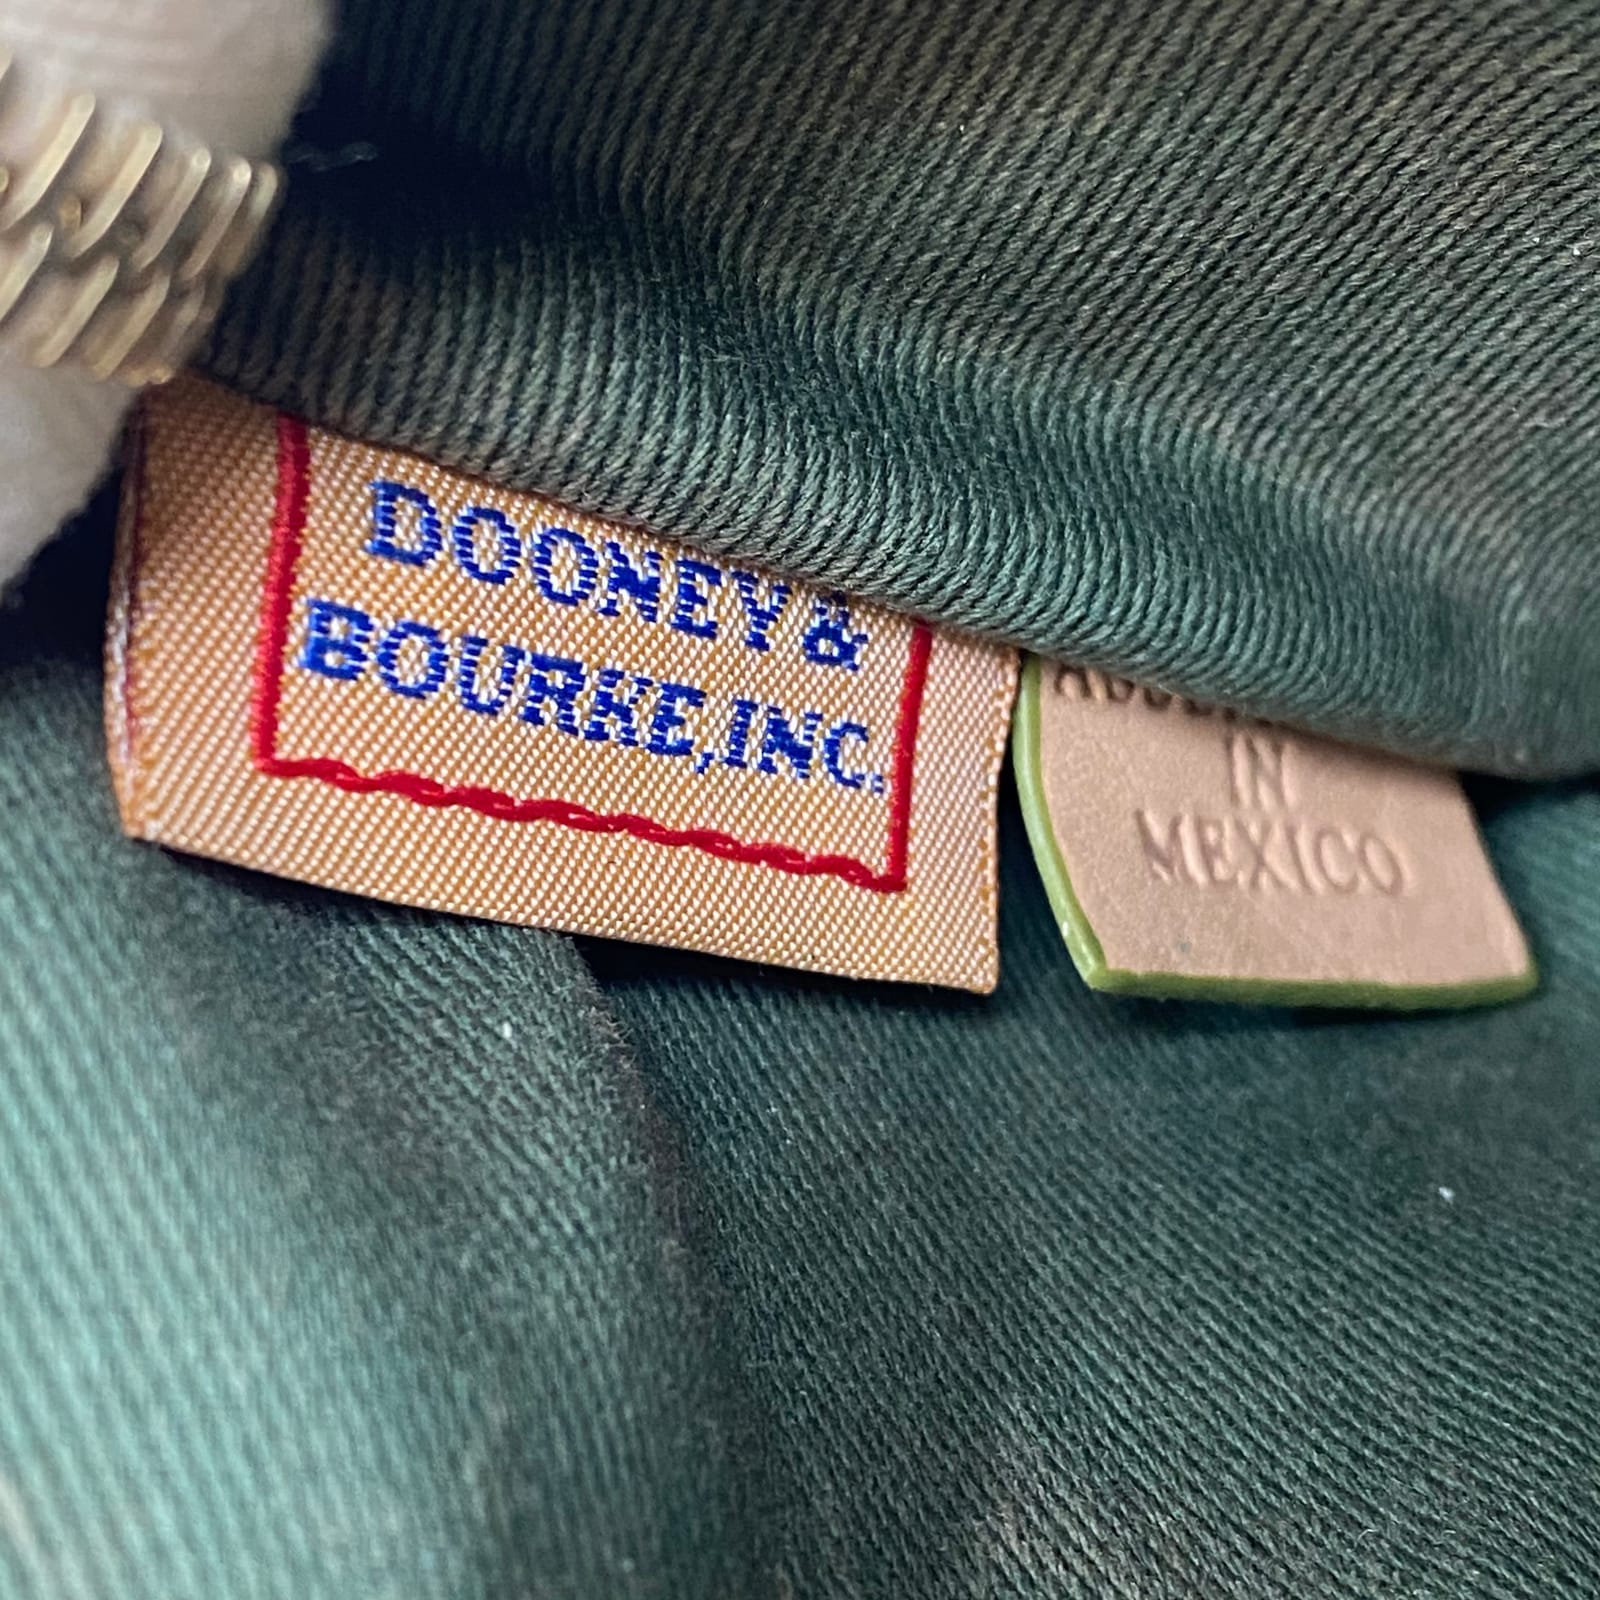 DOONEY &
BOURKE, INC.
IN
MEXICO